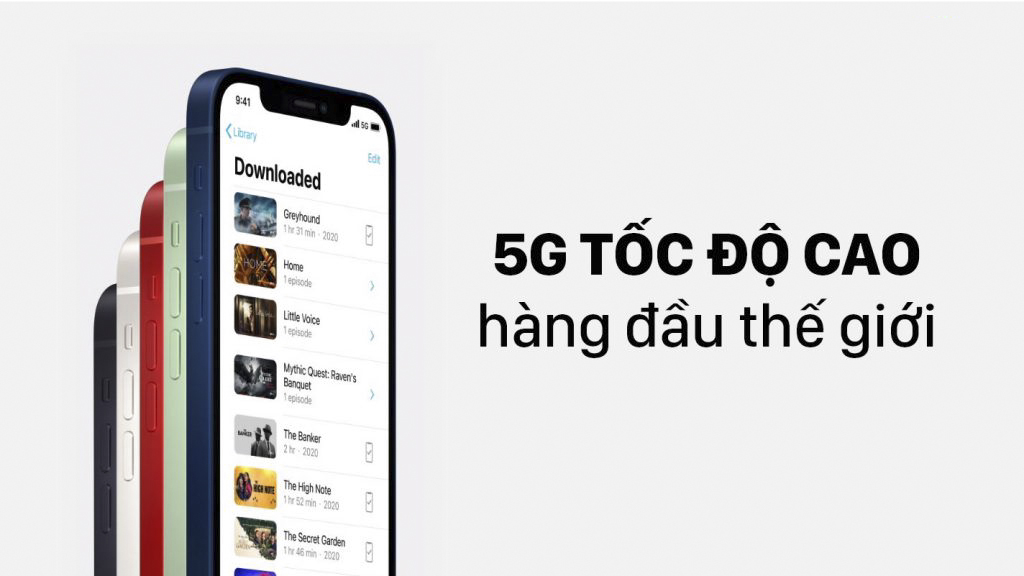 9:41
5G
Library
Edit
Downloaded
Greyhound
1 hr 31 min · 2020
HOME
Home
1 episode
Little Voice
1 episode
Mythic Quest: Raven's
Banquet
1 episode
THE
BANKER
The Banker
2 hr · 2020
THE
HIGH NOTE
The High Note
1 hr 52 min · 2020
The Secret Garden
1 hr 46 min · 2020
5G TỐC ĐỘ CAO
hàng đầu thế giới